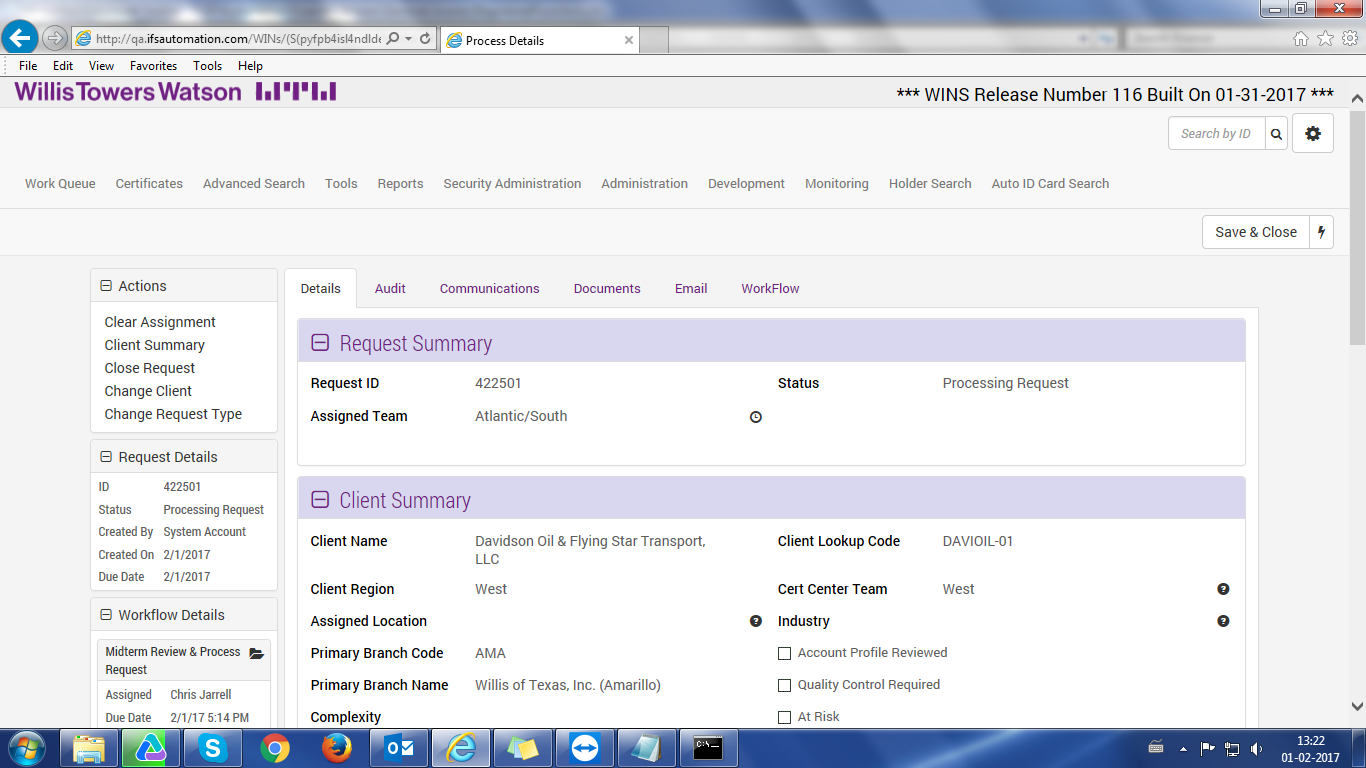 http://qa.ifsautomation.com/WINs/(S(pyfpb4isl4ndlde
Process Details
File Edit View Favorites Tools Help
WillisTowersWatson
*** WINS Release Number 116 Built On 01-31-2017 ***
Search by ID
Work Queue Certificates Advanced Search Tools Reports Security Administration Administration Development Monitoring Holder Search Auto ID Card Search
Save & Close
Actions
Clear Assignment
Client Summary
Close Request
Change Client
Change Request Type
Request Details
ID 422501
Status Processing Request
Created By System Account
Created On 2/1/2017
Due Date 2/1/2017
Workflow Details
Midterm Review & Process
Request
Assigned Chris Jarrell
Due Date 2/1/17 5:14 PM
Details Audit Communications Documents Email WorkFlow
Request Summary
Request ID 422501 Status Processing Request
Assigned Team Atlantic/South
Client Summary
Client Name Davidson Oil & Flying Star Transport, Client Lookup Code DAVIOIL-01
LLC
Client Region West Cert Center Team West
Assigned Location Industry
Primary Branch Code AMA Account Profile Reviewed
Primary Branch Name Willis of Texas, Inc. (Amarillo) Quality Control Required
Complexity At Risk
13:22
01-02-2017